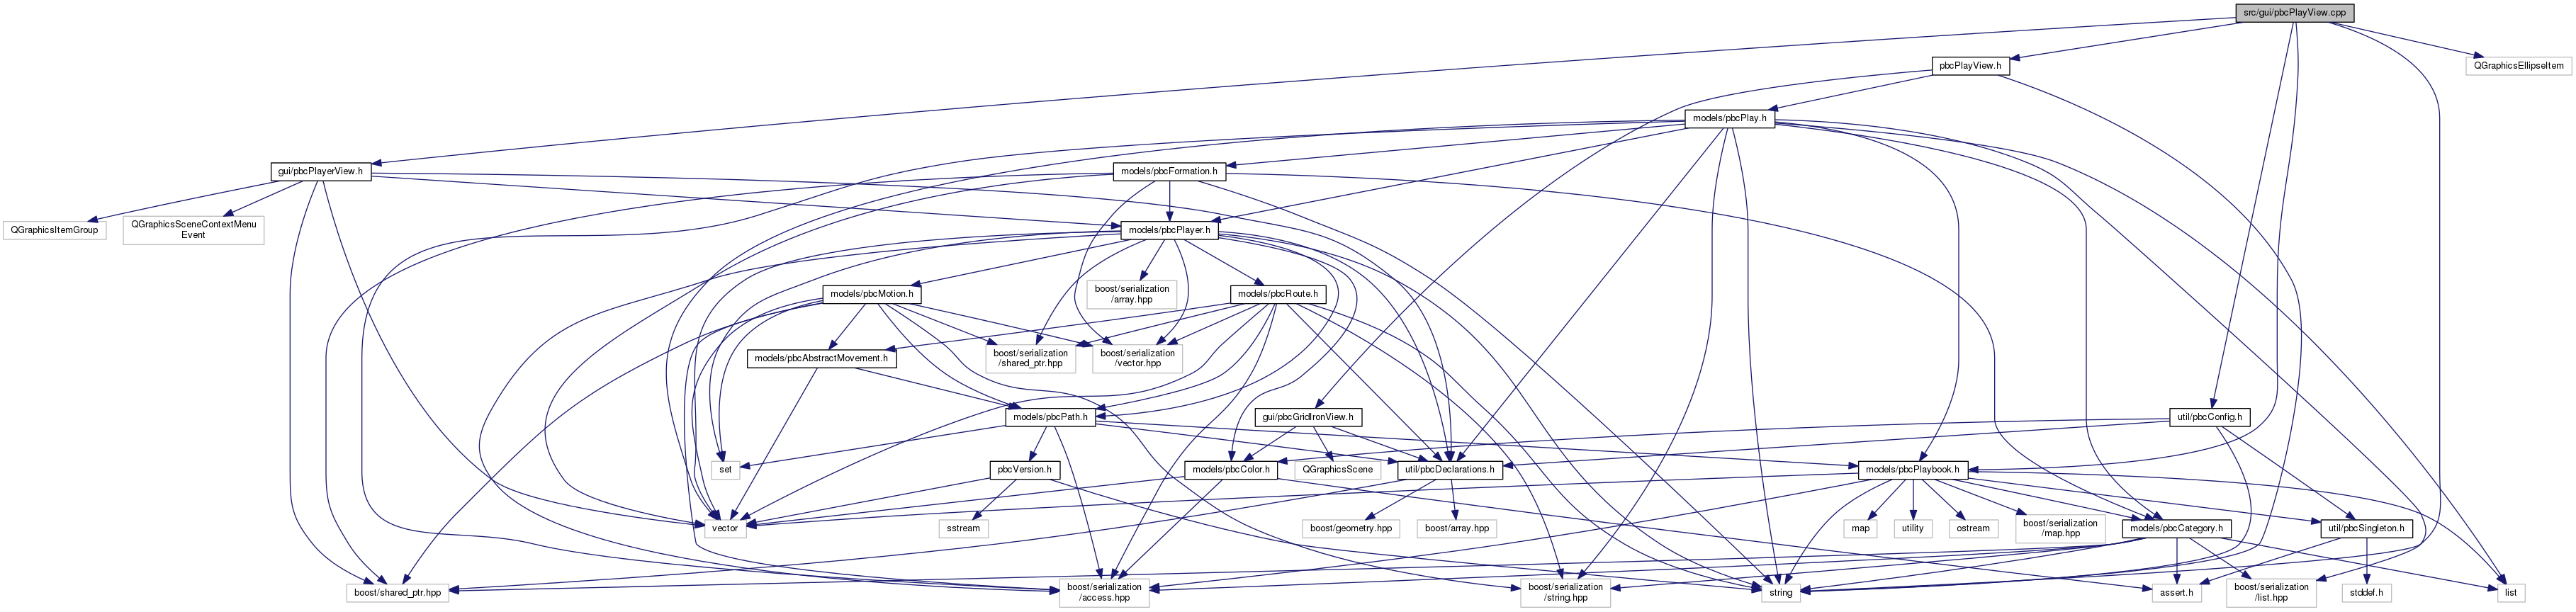 src/gui/pbcPlayView.cpp
pbcPlayView.h
QGraphicsEllipseItem
models/pbcPlay.h
gui/pbcPlayerView.h
models/pbcFormation.h
QGraphicsItemGroup
QGraphicsSceneContextMenu
Event
models/pbcPlayer.h
models/pbcMotion.h
boost/serialization
/array.hpp
models/pbcRoute.h
models/pbcAbstractMovement.h
boost/serialization
/shared_ptr.hpp
boost/serialization
/vector.hpp
models/pbcPath.h
gui/pbcGridIronView.h
util/pbcConfig.h
set
pbcVersion.h
models/pbcColor.h
QGraphicsScene
util/pbcDeclarations.h
models/pbcPlaybook.h
vector
sstream
boost/geometry.hpp
boost/array.hpp
map
utility
ostream
boost/serialization
/map.hpp
models/pbcCategory.h
util/pbcSingleton.h
boost/shared_ptr.hpp
boost/serialization
/access.hpp
boost/serialization
/string.hpp
string
assert.h
boost/serialization
/list.hpp
stddef.h
list